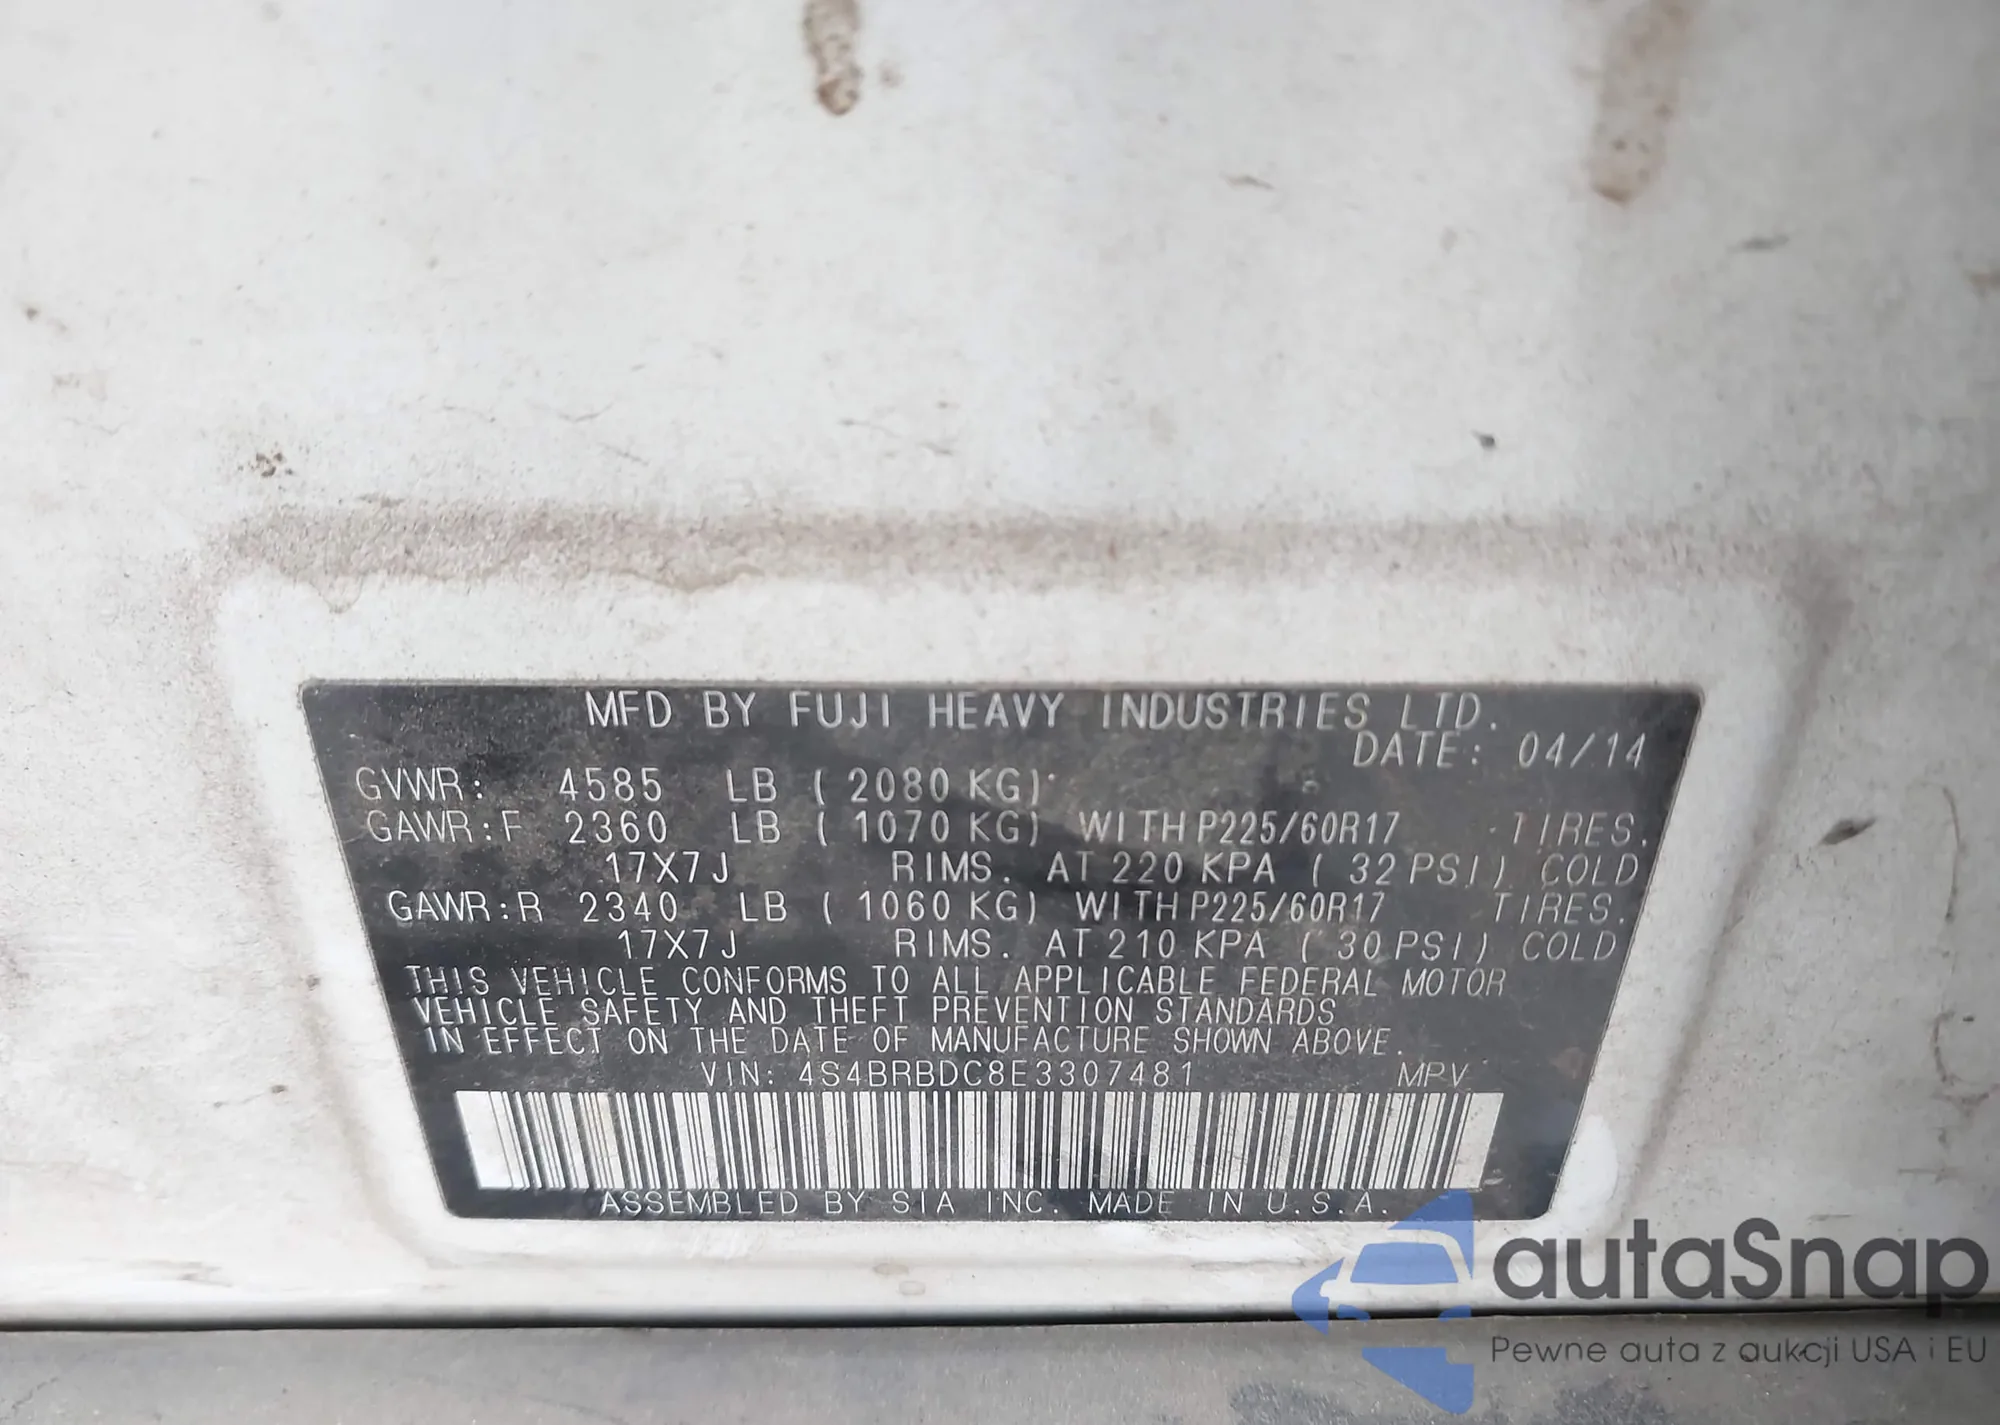 MFD BY FUJI HEAVY INDUSTRIES LTD.
DATE: 04/14
GVWR: 4585 LB ( 2080 KG)
GAWR:F 2360 LB ( 1070 KG) WITH P225/60R17 TIRES.
17X7J RIMS. AT 220 KPA ( 32 PSI) COLD
GAWR:R 2340 LB ( 1060 KG) WITH P225/60R17 TIRES.
17X7J RIMS. AT 210 KPA ( 30 PSI) COLD
THIS VEHICLE CONFORMS TO ALL APPLICABLE FEDERAL MOTOR
VEHICLE SAFETY AND THEFT PREVENTION STANDARDS
IN EFFECT ON THE DATE OF MANUFACTURE SHOWN ABOVE.
VIN: 4S4BRBDC8E3307481 MPV
ASSEMBLED BY SIA INC. MADE IN U.S.A.
autaSnap
Pewne auta z aukcji USA i EU